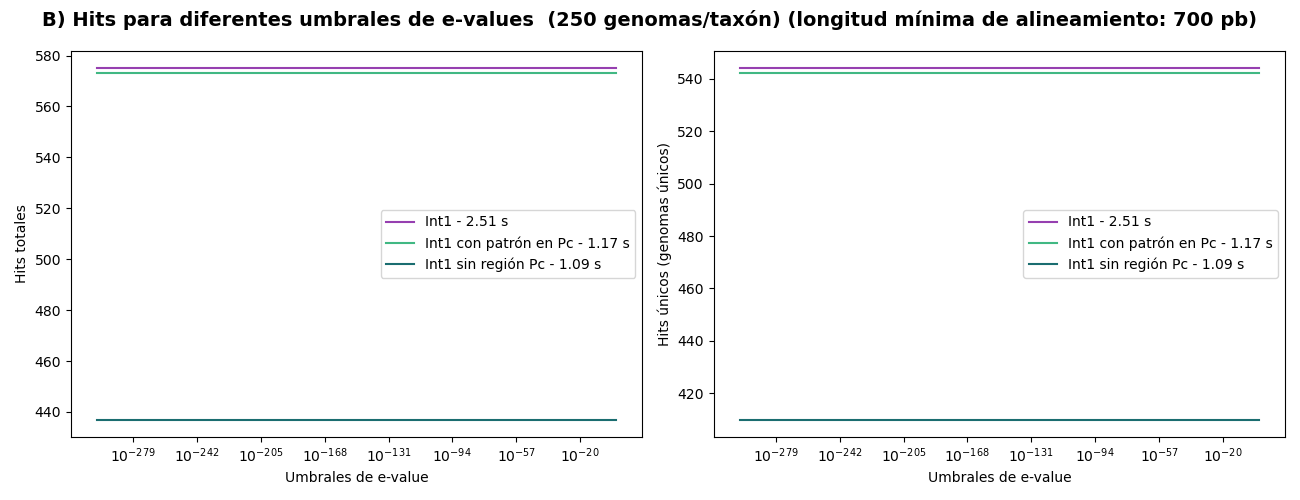 B) Hits para diferentes umbrales de e-values  (250 genomas/taxón) (longitud mínima de alineamiento: 700 pb)
Hits totales
580
560
540
520
500
480
460
440
Int1 - 2.51 s
Int1 con patrón en Pc - 1.17 s
Int1 sin región Pc - 1.09 s
10⁻²⁷⁹ 10⁻²⁴² 10⁻²⁰⁵ 10⁻¹⁶⁸ 10⁻¹³¹ 10⁻⁹⁴ 10⁻⁵⁷ 10⁻²⁰
Umbrales de e-value
Hits únicos (genomas únicos)
540
520
500
480
460
440
420
Int1 - 2.51 s
Int1 con patrón en Pc - 1.17 s
Int1 sin región Pc - 1.09 s
10⁻²⁷⁹ 10⁻²⁴² 10⁻²⁰⁵ 10⁻¹⁶⁸ 10⁻¹³¹ 10⁻⁹⁴ 10⁻⁵⁷ 10⁻²⁰
Umbrales de e-value